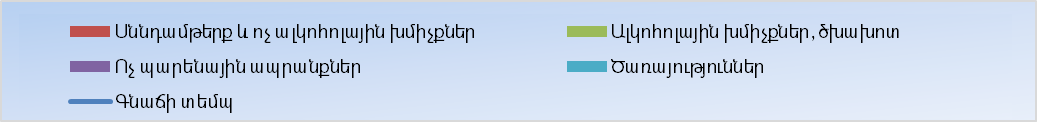 Սննդամթերք և ոչ ալկոհոլային խմիչքներ
Ալկոհոլային խմիչքներ, ծխախոտ
Ոչ պարենային ապրանքներ
Ծառայություններ
Գնաճի տեմպ